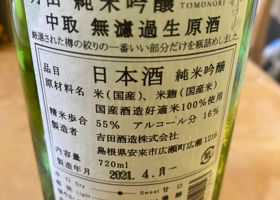 月山 純米吟醸 TOMONORI
中取 無濾過生原酒
厳選された樽の絞りの一番いい部分だけを瓶詰めしました
品目 日本酒 純米吟醸
原材料名 米(国産)、米麹(国産米)
国産酒造好適米100%使用
精米歩合 55% アルコール分 16%
製造者 吉田酒造株式会社
島根県安来市広瀬町広瀬1216
内容量 720ml
製造年月 2021.4.月
Dry
Sweet 甘口